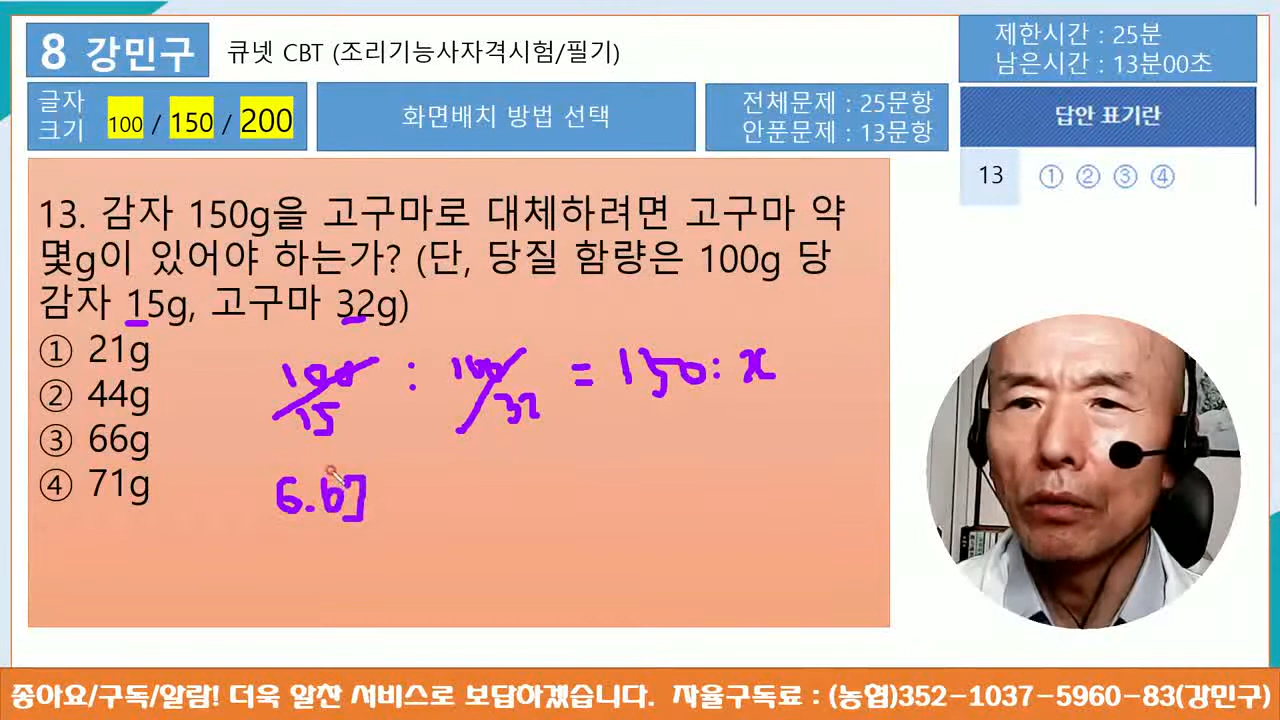 8 강민구
큐넷 CBT (조리기능사자격시험/필기)
제한시간 : 25분
남은시간 : 13분00초
글자
크기
100 / 150 / 200
화면배치 방법 선택
전체문제 : 25문항
안푼문제 : 13문항
답안 표기란
13 ① ② ③ ④
13. 감자 150g을 고구마로 대체하려면 고구마 약
몇g이 있어야 하는가? (단, 당질 함량은 100g 당
감자 15g, 고구마 32g)
① 21g
② 44g
③ 66g
④ 71g
100/15 : 100/32 = 150 : x
6.67
좋아요/구독/알람! 더욱 알찬 서비스로 보답하겠습니다. 자율구독료 : (농협)352-1037-5960-83(강민구)